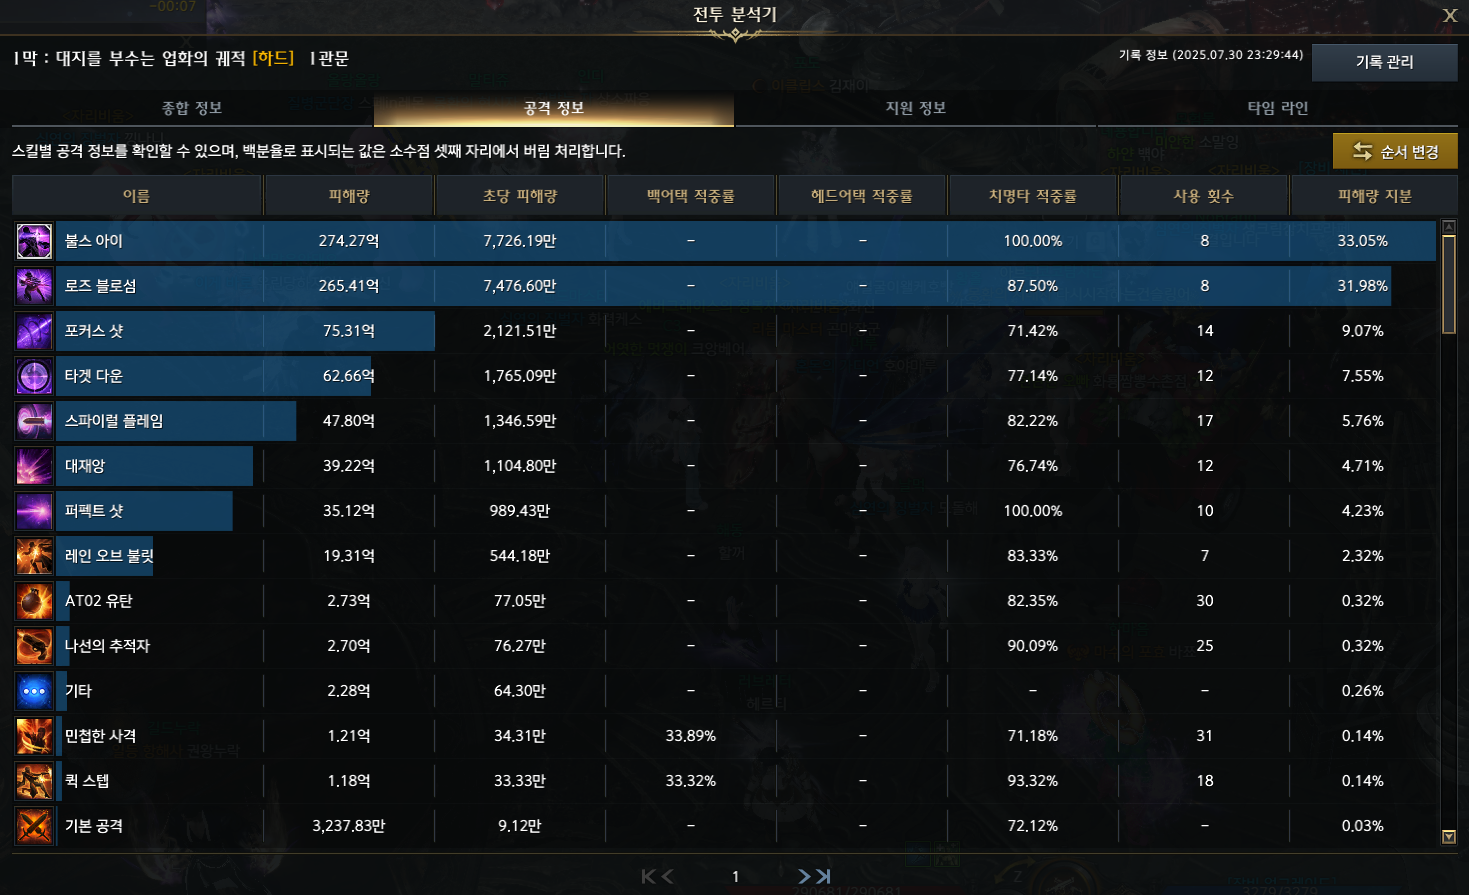 -00:07
전투 분석기
X
1막 : 대지를 부수는 업화의 궤적 [하드] 1관문
기록 정보 (2025.07.30 23:29:44)
기록 관리
종합 정보 공격 정보 지원 정보 타임 라인
스킬별 공격 정보를 확인할 수 있으며, 백분율로 표시되는 값은 소수점 셋째 자리에서 버림 처리합니다.
순서 변경
이름 피해량 초당 피해량 백어택 적중률 헤드어택 적중률 치명타 적중률 사용 횟수 피해량 지분
불스 아이 274.27억 7,726.19만 - - 100.00% 8 33.05%
로즈 블로섬 265.41억 7,476.60만 - - 87.50% 8 31.98%
포커스 샷 75.31억 2,121.51만 - - 71.42% 14 9.07%
타겟 다운 62.66억 1,765.09만 - - 77.14% 12 7.55%
스파이럴 플레임 47.80억 1,346.59만 - - 82.22% 17 5.76%
대재앙 39.22억 1,104.80만 - - 76.74% 12 4.71%
퍼펙트 샷 35.12억 989.43만 - - 100.00% 10 4.23%
레인 오브 불릿 19.31억 544.18만 - - 83.33% 7 2.32%
AT02 유탄 2.73억 77.05만 - - 82.35% 30 0.32%
나선의 추적자 2.70억 76.27만 - - 90.09% 25 0.32%
기타 2.28억 64.30만 - - - - 0.26%
민첩한 사격 1.21억 34.31만 33.89% - 71.18% 31 0.14%
퀵 스텝 1.18억 33.33만 33.32% - 93.32% 18 0.14%
기본 공격 3,237.83만 9.12만 - - 72.12% - 0.03%
1
290681/290681
3279/3279